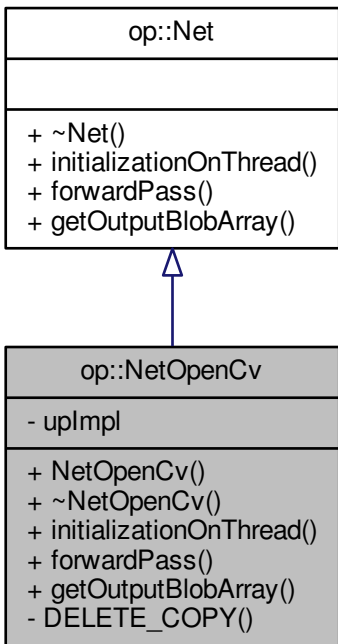 op::Net
+ ~Net()
+ initializationOnThread()
+ forwardPass()
+ getOutputBlobArray()
op::NetOpenCv
- upImpl
+ NetOpenCv()
+ ~NetOpenCv()
+ initializationOnThread()
+ forwardPass()
+ getOutputBlobArray()
- DELETE_COPY()